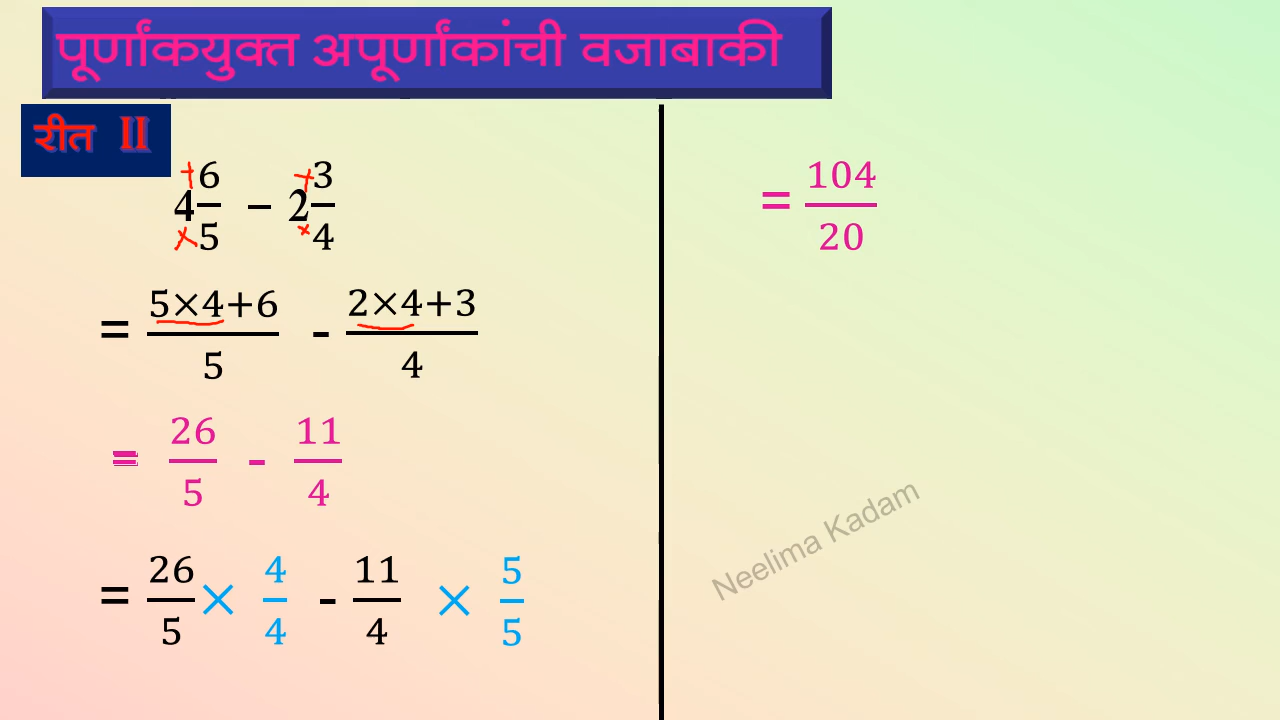 पूर्णांकयुक्त अपूर्णांकांची वजाबाकी
रीत II
4 6/5 – 2 3/4
= 5×4+6/5 - 2×4+3/4
= 26/5 - 11/4
= 26/5 × 4/4 - 11/4 × 5/5
= 104/20
Neelima Kadam